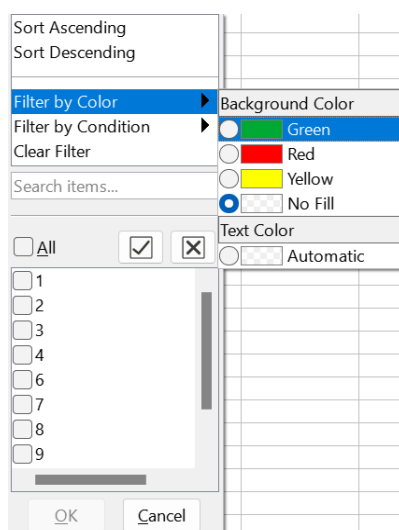 Sort Ascending
Sort Descending
Filter by Color
Filter by Condition
Clear Filter
Search items...
All
1
2
3
4
6
7
8
9
OK Cancel
Background Color
Green
Red
Yellow
No Fill
Text Color
Automatic